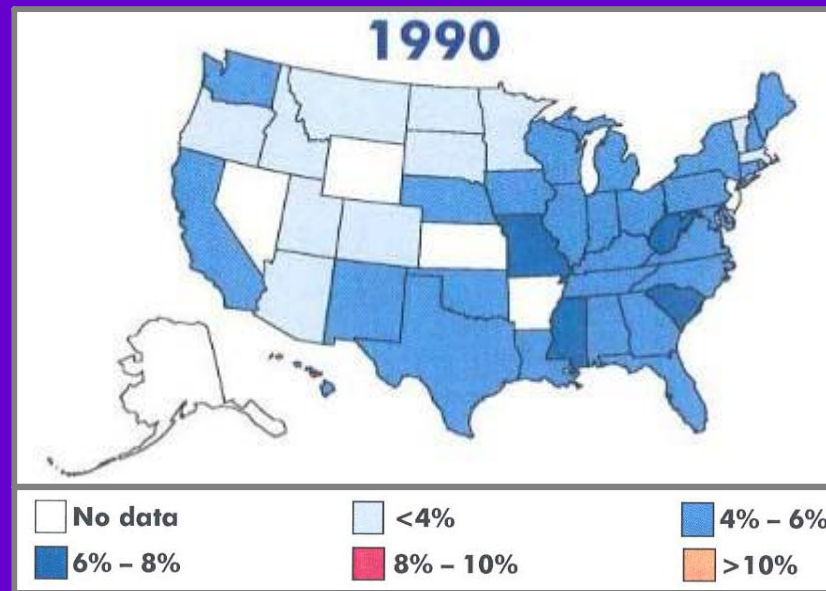 1990
No data <4% 4% – 6%
6% – 8% 8% – 10% >10%